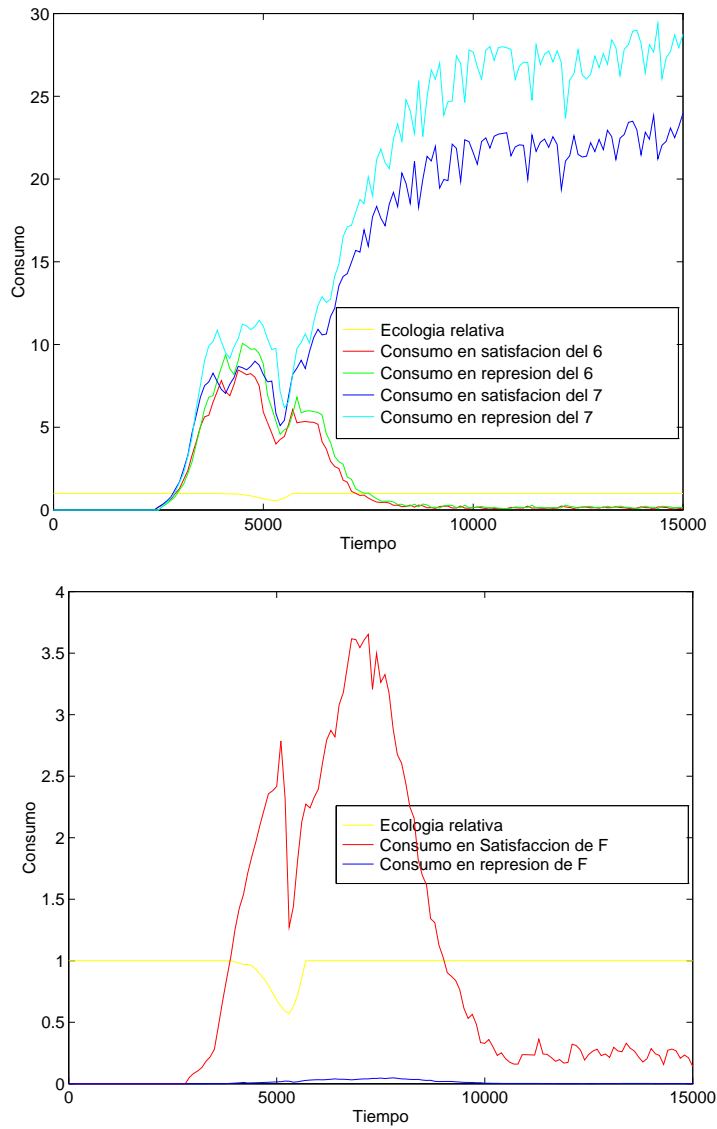 30
25
20
15
10
5
0
Consumo
Ecologia relativa
Consumo en satisfacion del 6
Consumo en represion del 6
Consumo en satisfacion del 7
Consumo en represion del 7
0 5000 10000 15000
Tiempo
4
3.5
3
2.5
2
1.5
1
0.5
0
Consumo
Ecologia relativa
Consumo en Satisfaccion de F
Consumo en represion de F
0 5000 10000 15000
Tiempo